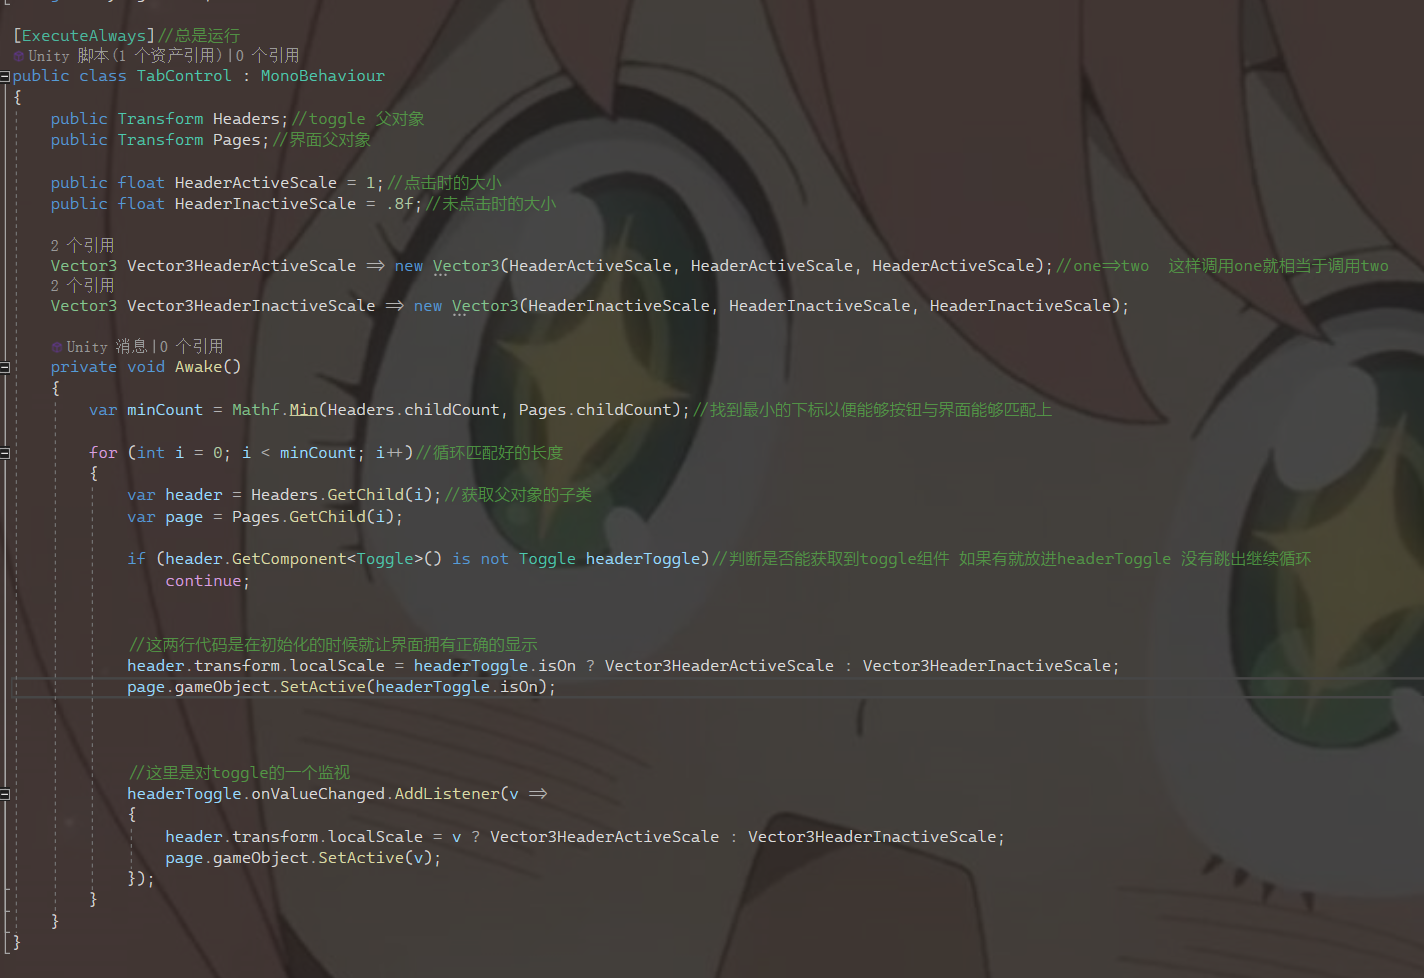 [ExecuteAlways]//总是运行
Unity 脚本(1 个资产引用)|0 个引用
public class TabControl : MonoBehaviour
{
public Transform Headers;//toggle 父对象
public Transform Pages;//界面父对象
public float HeaderActiveScale = 1;//点击时的大小
public float HeaderInactiveScale = .8f;//未点击时的大小
2 个引用
Vector3 Vector3HeaderActiveScale => new Vector3(HeaderActiveScale, HeaderActiveScale, HeaderActiveScale);//one=>two  这样调用one就相当于调用two
2 个引用
Vector3 Vector3HeaderInactiveScale => new Vector3(HeaderInactiveScale, HeaderInactiveScale, HeaderInactiveScale);
Unity 消息|0 个引用
private void Awake()
{
var minCount = Mathf.Min(Headers.childCount, Pages.childCount);//找到最小的下标以便能够按钮与界面能够匹配上
for (int i = 0; i < minCount; i++)//循环匹配好的长度
{
var header = Headers.GetChild(i);//获取父对象的子类
var page = Pages.GetChild(i);
if (header.GetComponent<Toggle>() is not Toggle headerToggle)//判断是否能获取到toggle组件 如果有就放进headerToggle 没有跳出继续循环
continue;
//这两行代码是在初始化的时候就让界面拥有正确的显示
header.transform.localScale = headerToggle.isOn ? Vector3HeaderActiveScale : Vector3HeaderInactiveScale;
page.gameObject.SetActive(headerToggle.isOn);
//这里是对toggle的一个监视
headerToggle.onValueChanged.AddListener(v =>
{
header.transform.localScale = v ? Vector3HeaderActiveScale : Vector3HeaderInactiveScale;
page.gameObject.SetActive(v);
});
}
}
}